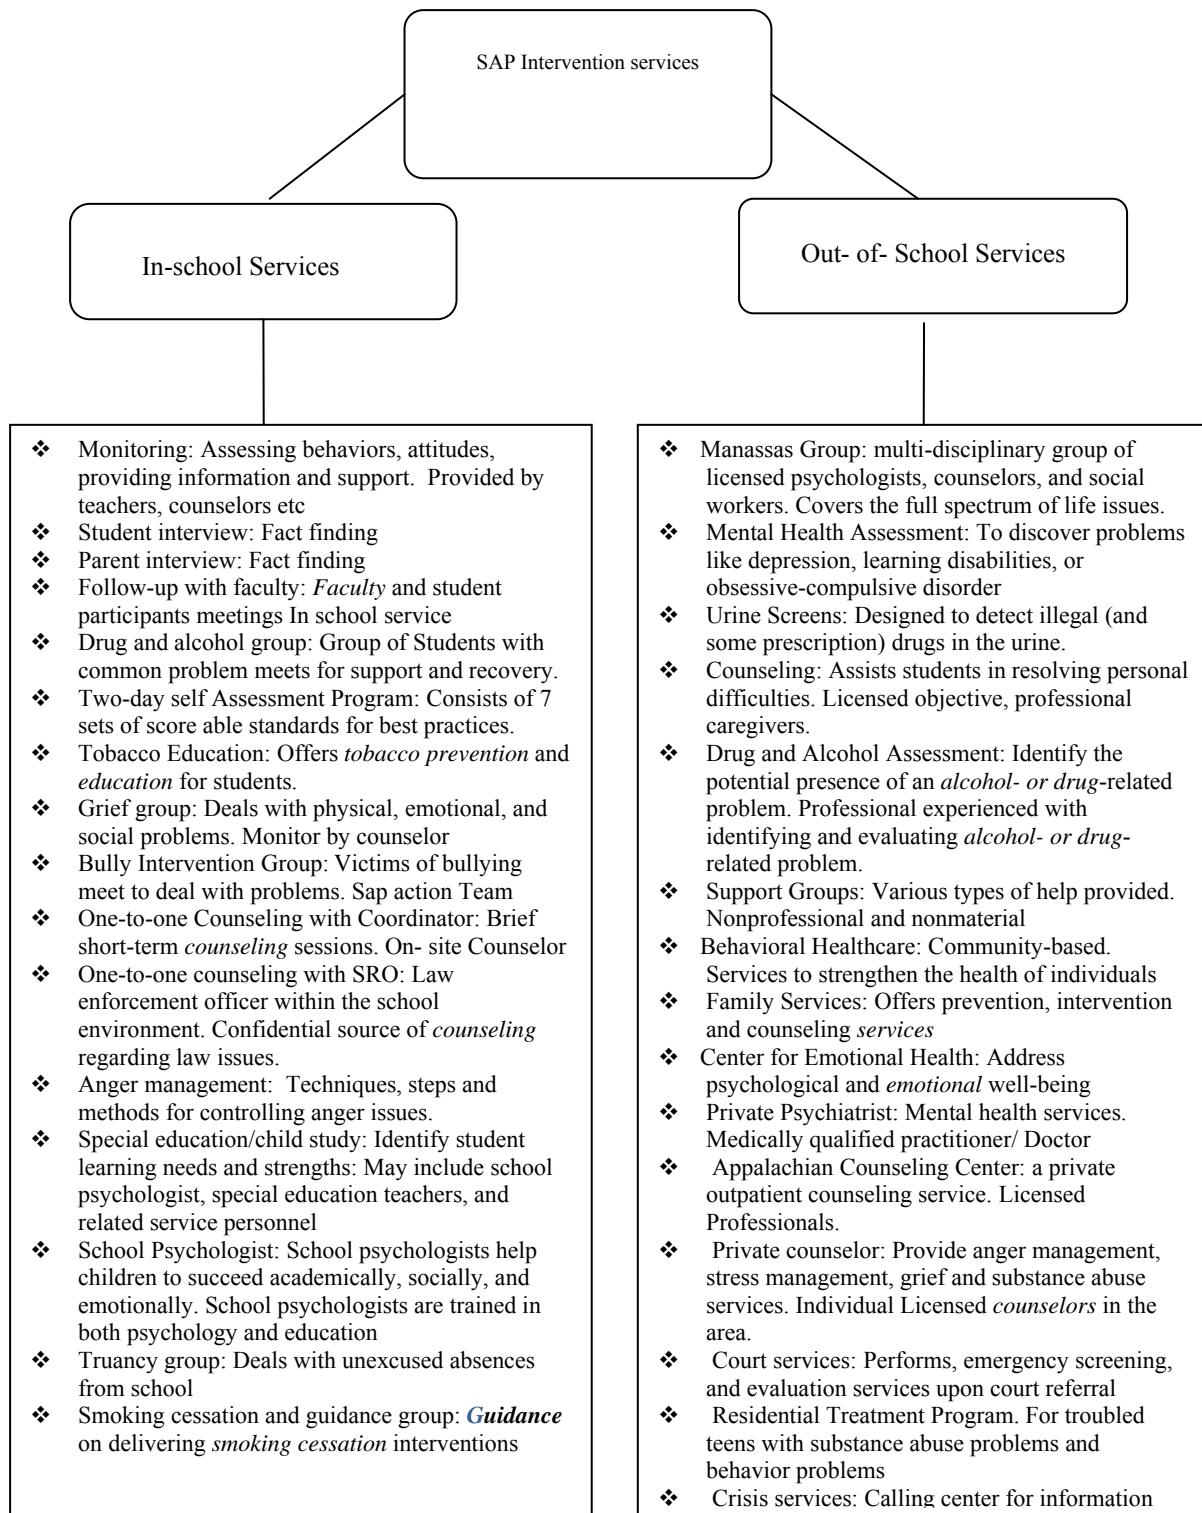 SAP Intervention services
In-school Services
Out- of- School Services
❖ Monitoring: Assessing behaviors, attitudes,
providing information and support.  Provided by
teachers, counselors etc
❖ Student interview: Fact finding
❖ Parent interview: Fact finding
❖ Follow-up with faculty: Faculty and student
participants meetings In school service
❖ Drug and alcohol group: Group of Students with
common problem meets for support and recovery.
❖ Two-day self Assessment Program: Consists of 7
sets of score able standards for best practices.
❖ Tobacco Education: Offers tobacco prevention and
education for students.
❖ Grief group: Deals with physical, emotional, and
social problems. Monitor by counselor
❖ Bully Intervention Group: Victims of bullying
meet to deal with problems. Sap action Team
❖ One-to-one Counseling with Coordinator: Brief
short-term counseling sessions. On- site Counselor
❖ One-to-one counseling with SRO: Law
enforcement officer within the school
environment. Confidential source of counseling
regarding law issues.
❖ Anger management:  Techniques, steps and
methods for controlling anger issues.
❖ Special education/child study: Identify student
learning needs and strengths: May include school
psychologist, special education teachers, and
related service personnel
❖ School Psychologist: School psychologists help
children to succeed academically, socially, and
emotionally. School psychologists are trained in
both psychology and education
❖ Truancy group: Deals with unexcused absences
from school
❖ Smoking cessation and guidance group: Guidance
on delivering smoking cessation interventions
❖ Manassas Group: multi-disciplinary group of
licensed psychologists, counselors, and social
workers. Covers the full spectrum of life issues.
❖ Mental Health Assessment: To discover problems
like depression, learning disabilities, or
obsessive-compulsive disorder
❖ Urine Screens: Designed to detect illegal (and
some prescription) drugs in the urine.
❖ Counseling: Assists students in resolving personal
difficulties. Licensed objective, professional
caregivers.
❖ Drug and Alcohol Assessment: Identify the
potential presence of an alcohol- or drug-related
problem. Professional experienced with
identifying and evaluating alcohol- or drug-
related problem.
❖ Support Groups: Various types of help provided.
Nonprofessional and nonmaterial
❖ Behavioral Healthcare: Community-based.
Services to strengthen the health of individuals
❖ Family Services: Offers prevention, intervention
and counseling services
❖ Center for Emotional Health: Address
psychological and emotional well-being
❖ Private Psychiatrist: Mental health services.
Medically qualified practitioner/ Doctor
❖ Appalachian Counseling Center: a private
outpatient counseling service. Licensed
Professionals.
❖ Private counselor: Provide anger management,
stress management, grief and substance abuse
services. Individual Licensed counselors in the
area.
❖ Court services: Performs, emergency screening,
and evaluation services upon court referral
❖ Residential Treatment Program. For troubled
teens with substance abuse problems and
behavior problems
❖ Crisis services: Calling center for information